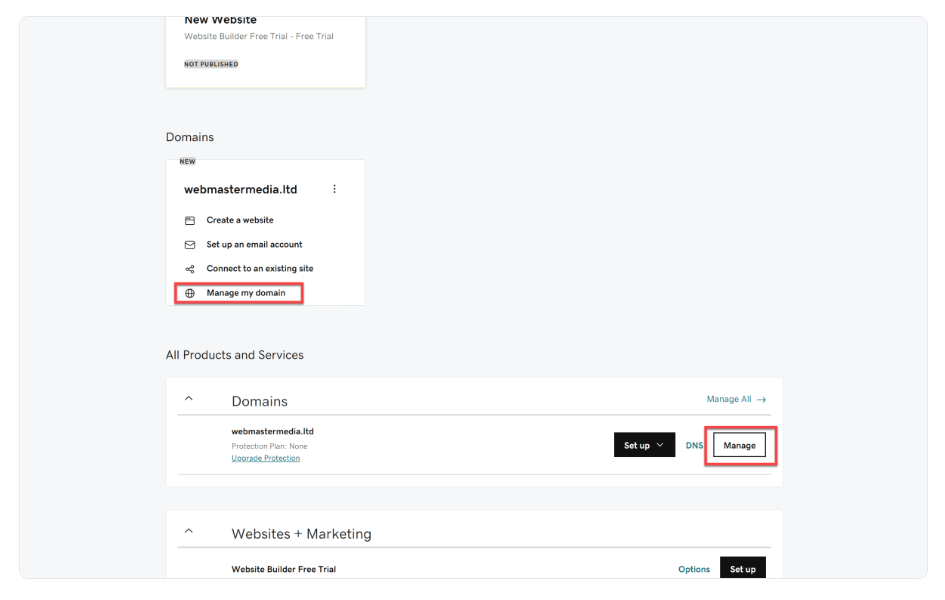 New Website
Website Builder Free Trial - Free Trial
NOT PUBLISHED
Domains
NEW
webmastermedia.ltd
Create a website
Set up an email account
Connect to an existing site
Manage my domain
All Products and Services
Domains
Manage All →
webmastermedia.ltd
Protection Plan: None
Upgrade Protection
Set up
DNS
Manage
Websites + Marketing
Website Builder Free Trial
Options
Set up